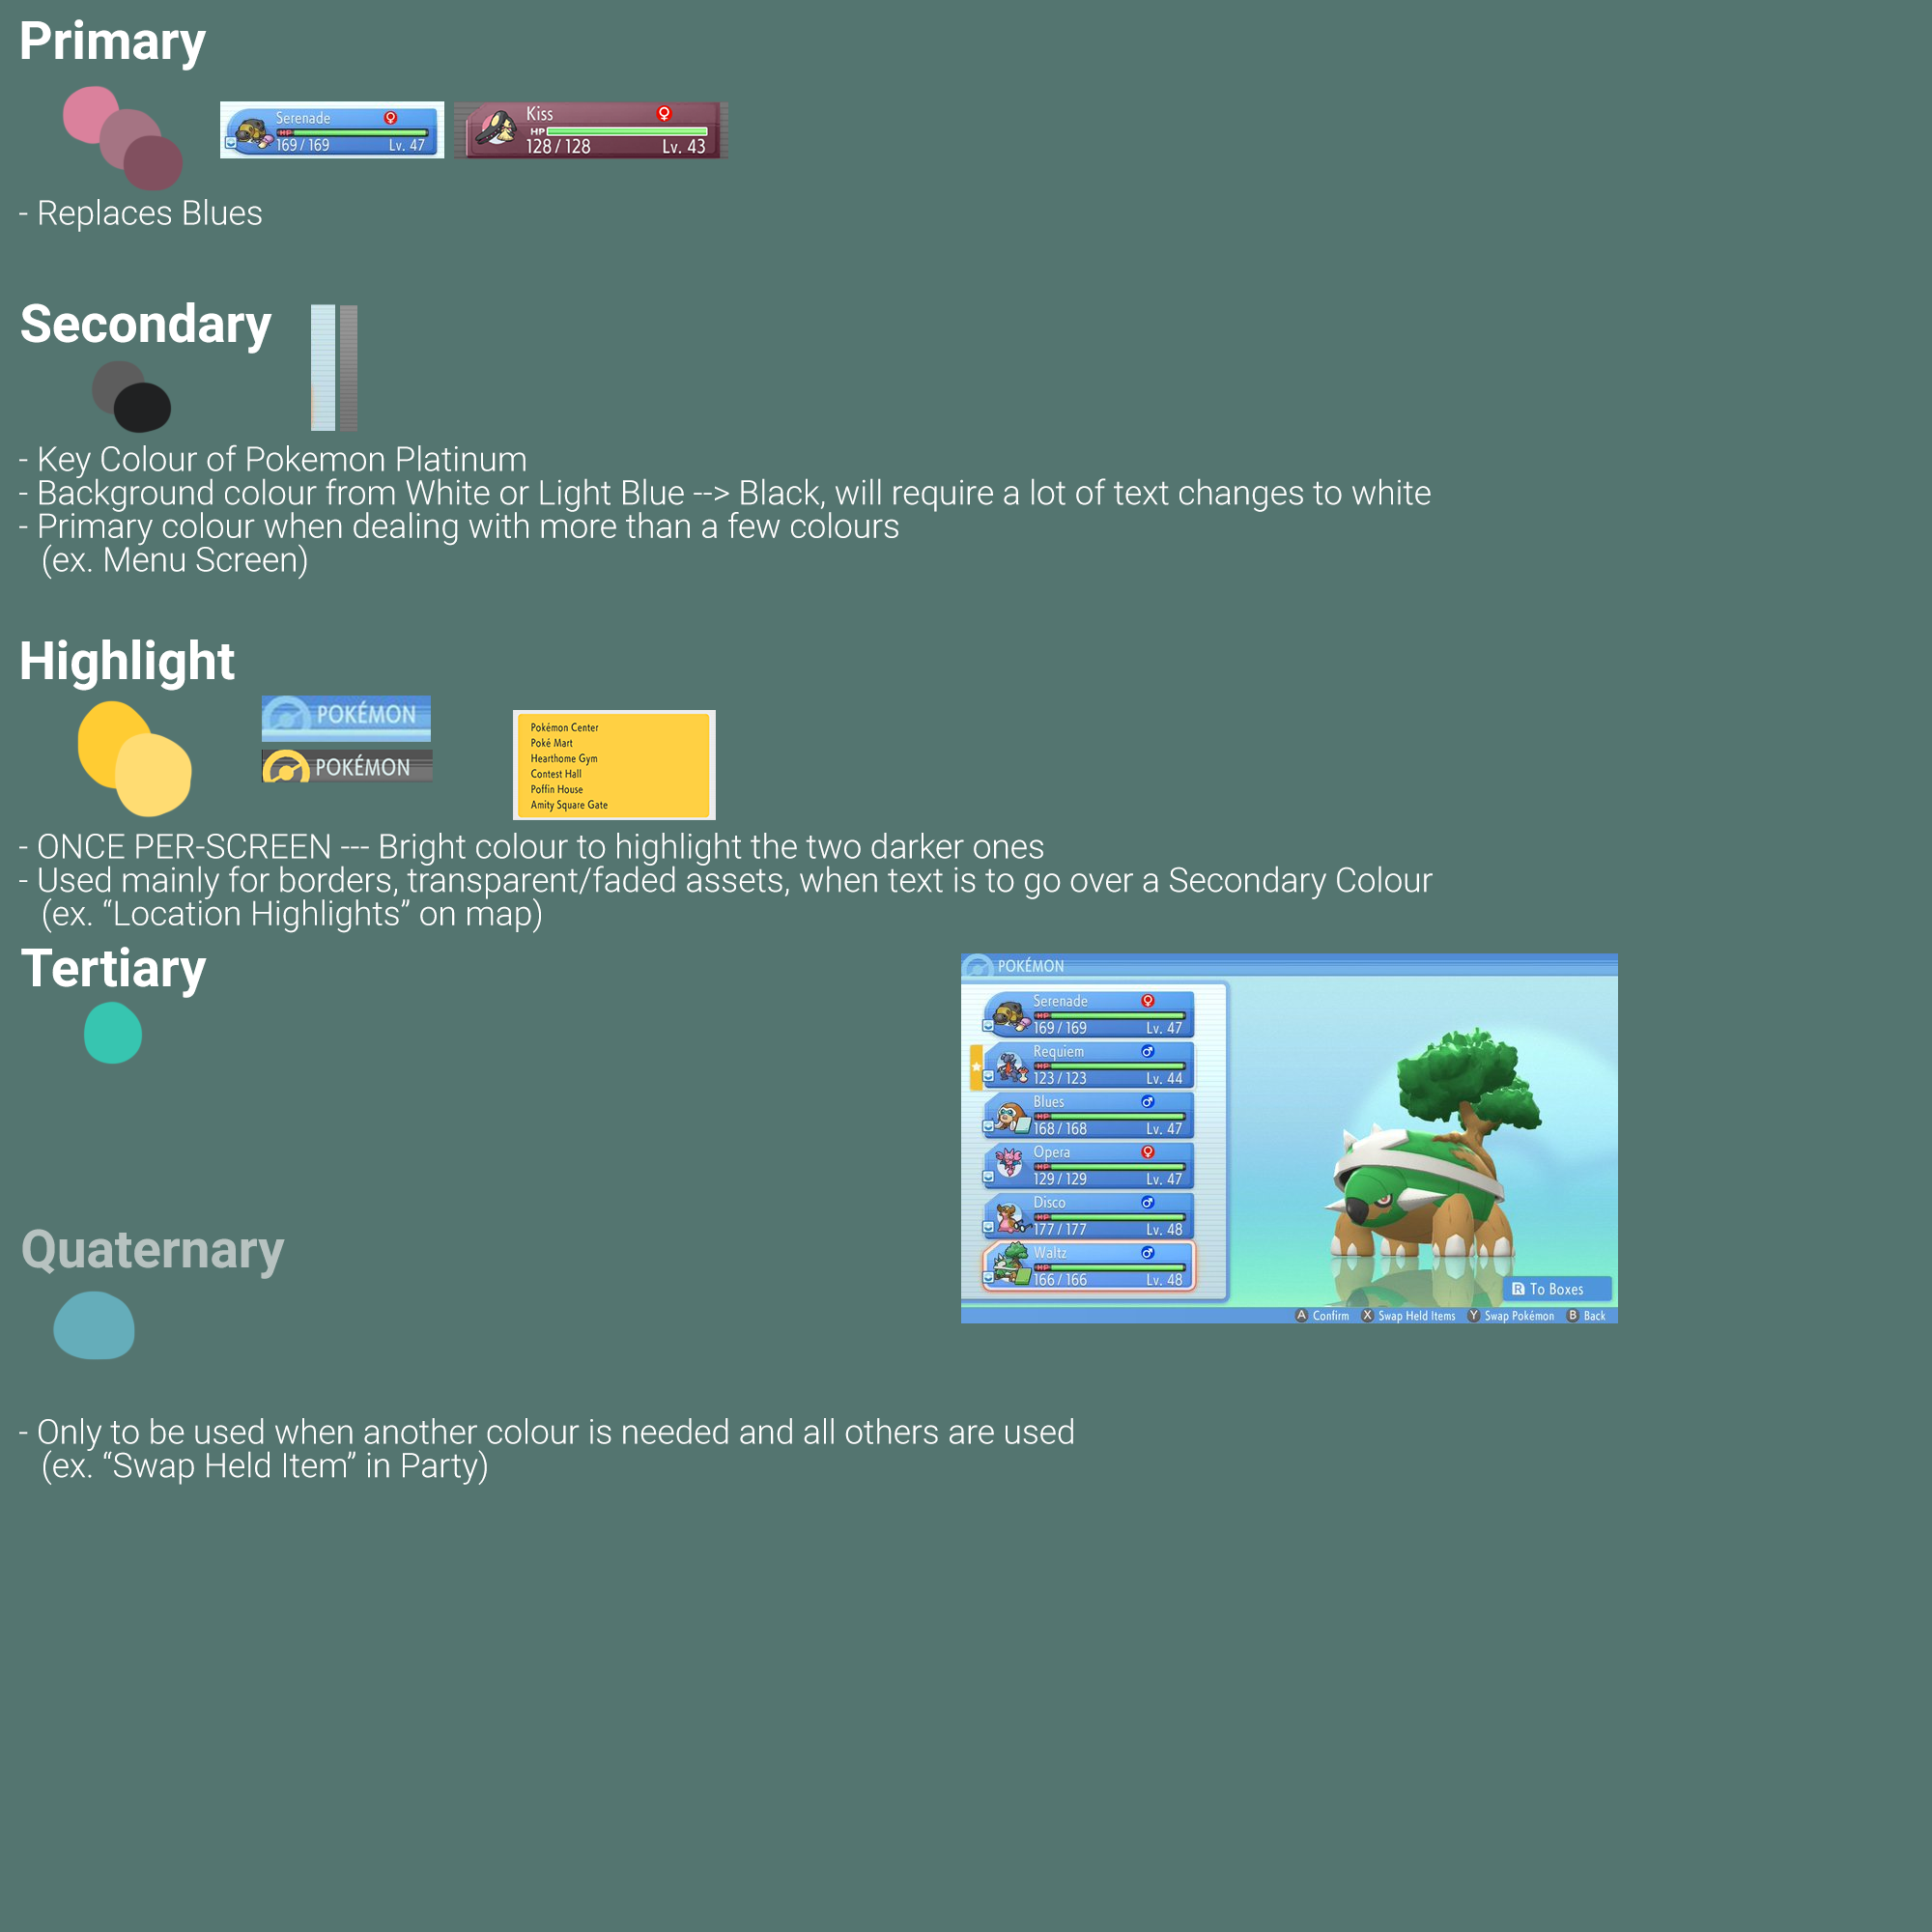 Primary
Serenade
HP
169/169 Lv. 47
Kiss
HP
128/128 Lv. 43
- Replaces Blues
Secondary
- Key Colour of Pokemon Platinum
- Background colour from White or Light Blue --> Black, will require a lot of text changes to white
- Primary colour when dealing with more than a few colours
(ex. Menu Screen)
Highlight
POKÉMON
POKÉMON
Pokémon Center
Poké Mart
Hearthome Gym
Contest Hall
Poffin House
Amity Square Gate
- ONCE PER-SCREEN --- Bright colour to highlight the two darker ones
- Used mainly for borders, transparent/faded assets, when text is to go over a Secondary Colour
(ex. “Location Highlights” on map)
Tertiary
POKÉMON
Serenade
HP
169/169 Lv. 47
Requiem
HP
123/123 Lv. 44
Blues
HP
168/168 Lv. 47
Opera
HP
129/129 Lv. 47
Disco
HP
177/177 Lv. 48
Waltz
HP
166/166 Lv. 48
R To Boxes
A Confirm X Swap Held Items Y Swap Pokémon B Back
Quaternary
- Only to be used when another colour is needed and all others are used
(ex. “Swap Held Item” in Party)